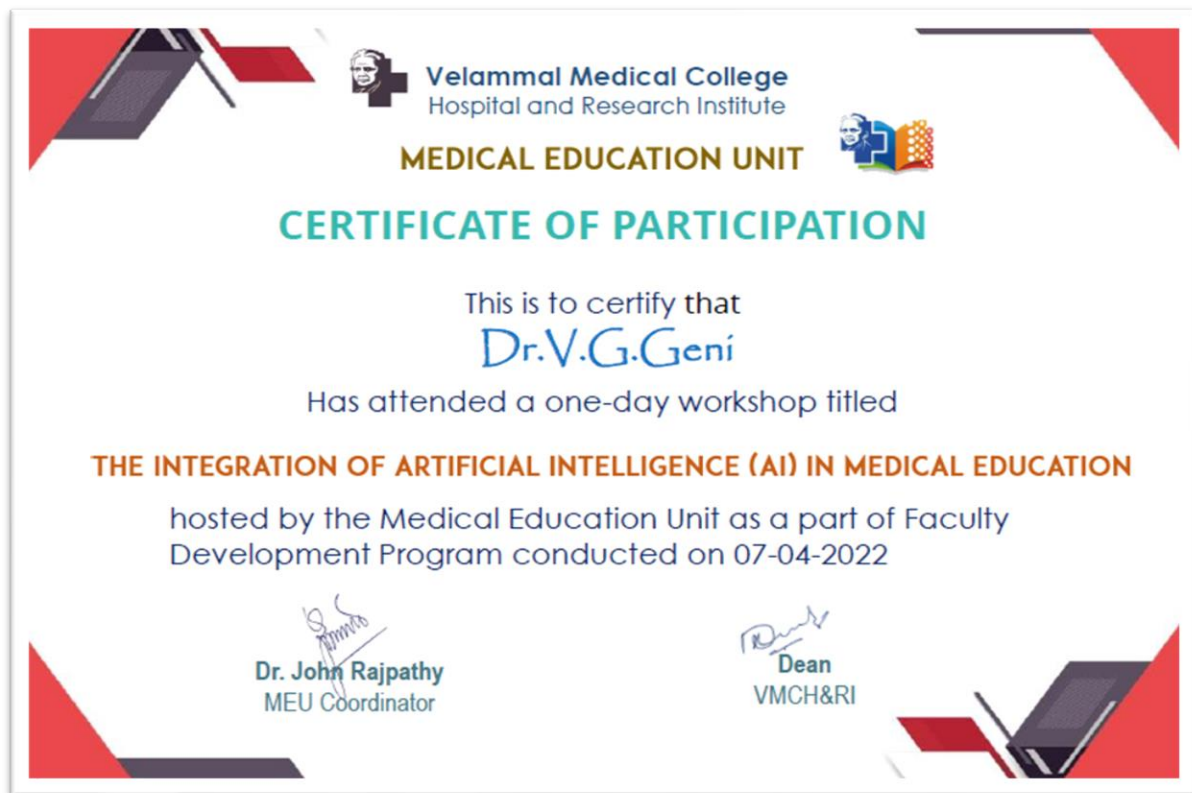 Velammal Medical College
Hospital and Research Institute
MEDICAL EDUCATION UNIT
CERTIFICATE OF PARTICIPATION
This is to certify that
Dr.V.G.Geni
Has attended a one-day workshop titled
THE INTEGRATION OF ARTIFICIAL INTELLIGENCE (AI) IN MEDICAL EDUCATION
hosted by the Medical Education Unit as a part of Faculty
Development Program conducted on 07-04-2022
Dr. John Rajpathy
MEU Coordinator
Dean
VMCH&RI